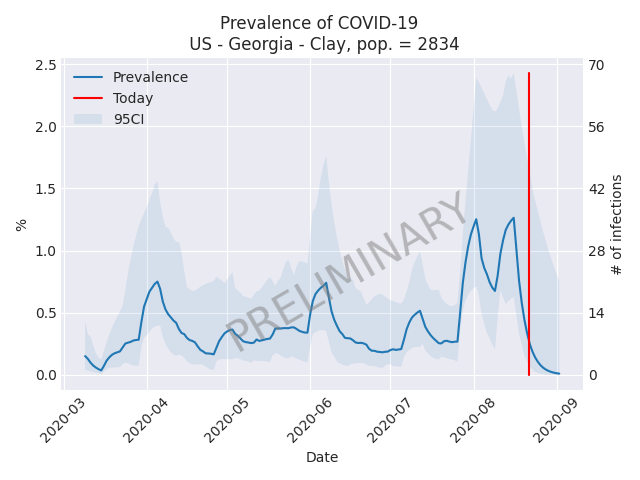 Prevalence of COVID-19
US - Georgia - Clay, pop. = 2834
Prevalence
Today
95CI
PRELIMINARY
%
2.5
2.0
1.5
1.0
0.5
0.0
# of infections
70
56
42
28
14
0
2020-03
2020-04
2020-05
2020-06
2020-07
2020-08
2020-09
Date